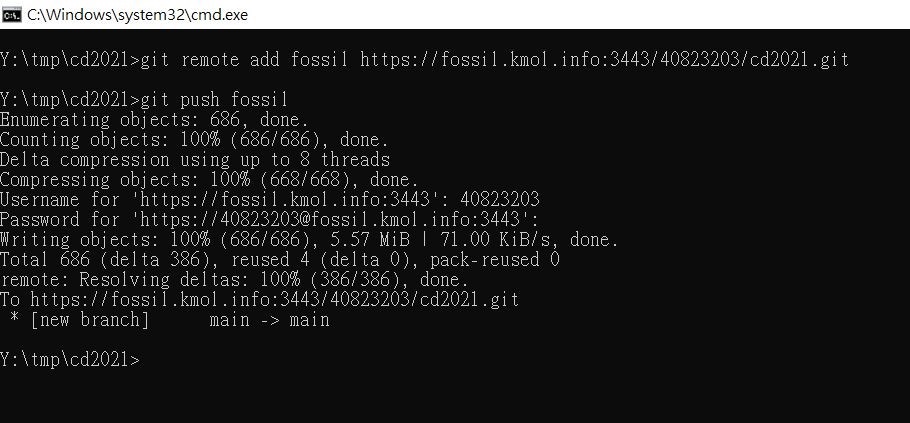 C:\Windows\system32\cmd.exe
Y:\tmp\cd2021>git remote add fossil https://fossil.kmol.info:3443/40823203/cd2021.git
Y:\tmp\cd2021>git push fossil
Enumerating objects: 686, done.
Counting objects: 100% (686/686), done.
Delta compression using up to 8 threads
Compressing objects: 100% (668/668), done.
Username for 'https://fossil.kmol.info:3443': 40823203
Password for 'https://40823203@fossil.kmol.info:3443':
Writing objects: 100% (686/686), 5.57 MiB | 71.00 KiB/s, done.
Total 686 (delta 386), reused 4 (delta 0), pack-reused 0
remote: Resolving deltas: 100% (386/386), done.
To https://fossil.kmol.info:3443/40823203/cd2021.git
 * [new branch]      main -> main
Y:\tmp\cd2021>